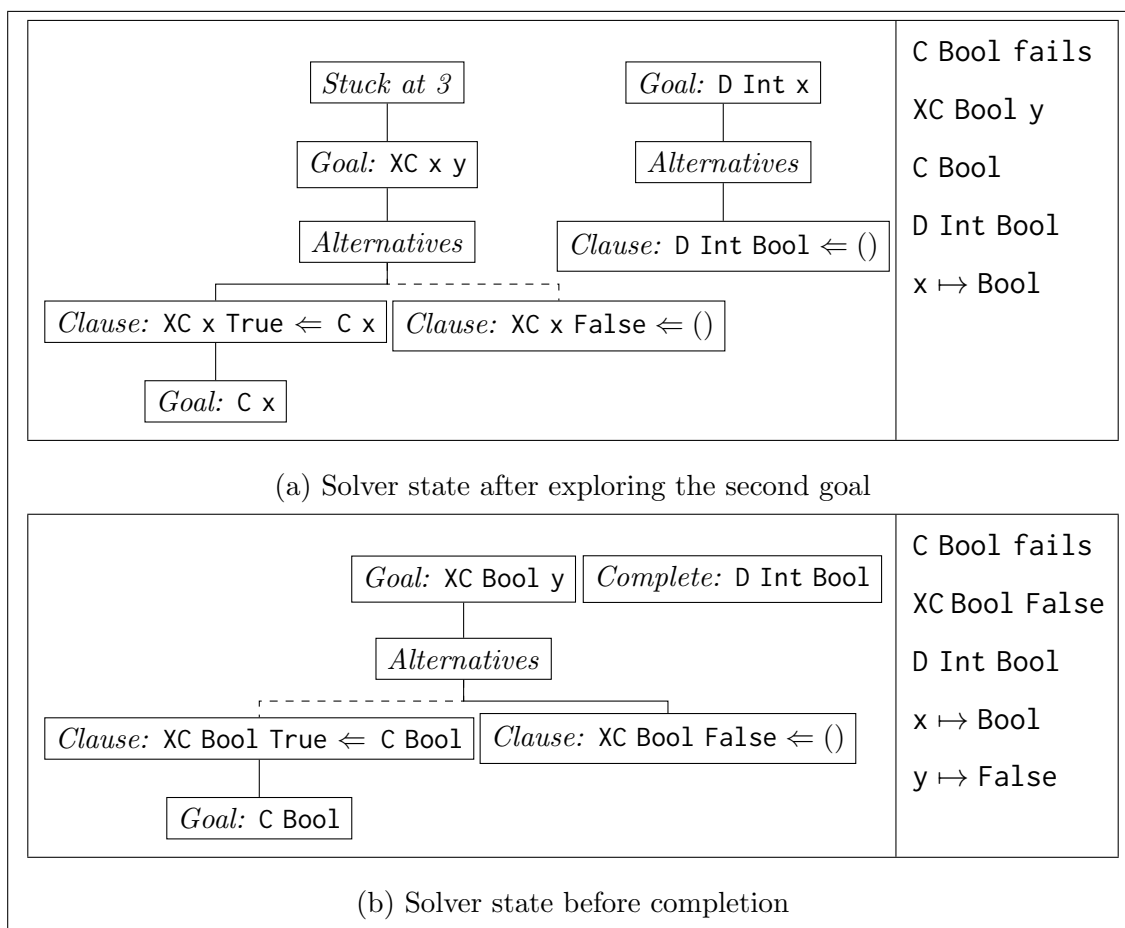 Stuck at 3
Goal: D Int x
C Bool fails
XC Bool y
Goal: XC x y
Alternatives
C Bool
Alternatives
Clause: D Int Bool ⇐ ()
D Int Bool
x ↦ Bool
Clause: XC x True ⇐ C x
Clause: XC x False ⇐ ()
Goal: C x
(a) Solver state after exploring the second goal
Goal: XC Bool y
Complete: D Int Bool
C Bool fails
XC Bool False
Alternatives
D Int Bool
Clause: XC Bool True ⇐ C Bool
Clause: XC Bool False ⇐ ()
x ↦ Bool
y ↦ False
Goal: C Bool
(b) Solver state before completion